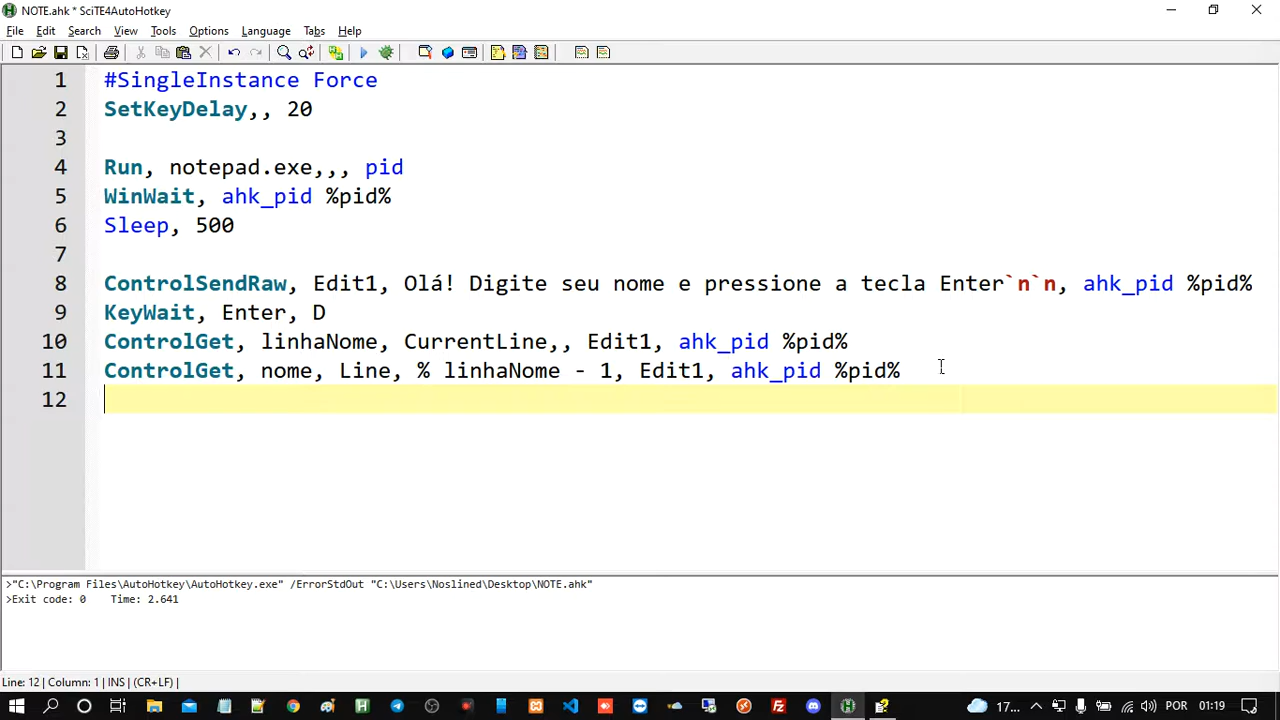 NOTE.ahk * SciTE4AutoHotkey
File Edit Search View Tools Options Language Tabs Help
1 #SingleInstance Force
2 SetKeyDelay,, 20
3
4 Run, notepad.exe,,, pid
5 WinWait, ahk_pid %pid%
6 Sleep, 500
7
8 ControlSendRaw, Edit1, Olá! Digite seu nome e pressione a tecla Enter`n`n, ahk_pid %pid%
9 KeyWait, Enter, D
10 ControlGet, linhaNome, CurrentLine,, Edit1, ahk_pid %pid%
11 ControlGet, nome, Line, % linhaNome - 1, Edit1, ahk_pid %pid%
12
>"C:\Program Files\AutoHotkey\AutoHotkey.exe" /ErrorStdOut "C:\Users\Noslined\Desktop\NOTE.ahk"
>Exit code: 0    Time: 2.641
Line: 12 | Column: 1 | INS | (CR+LF) |
17... POR 01:19